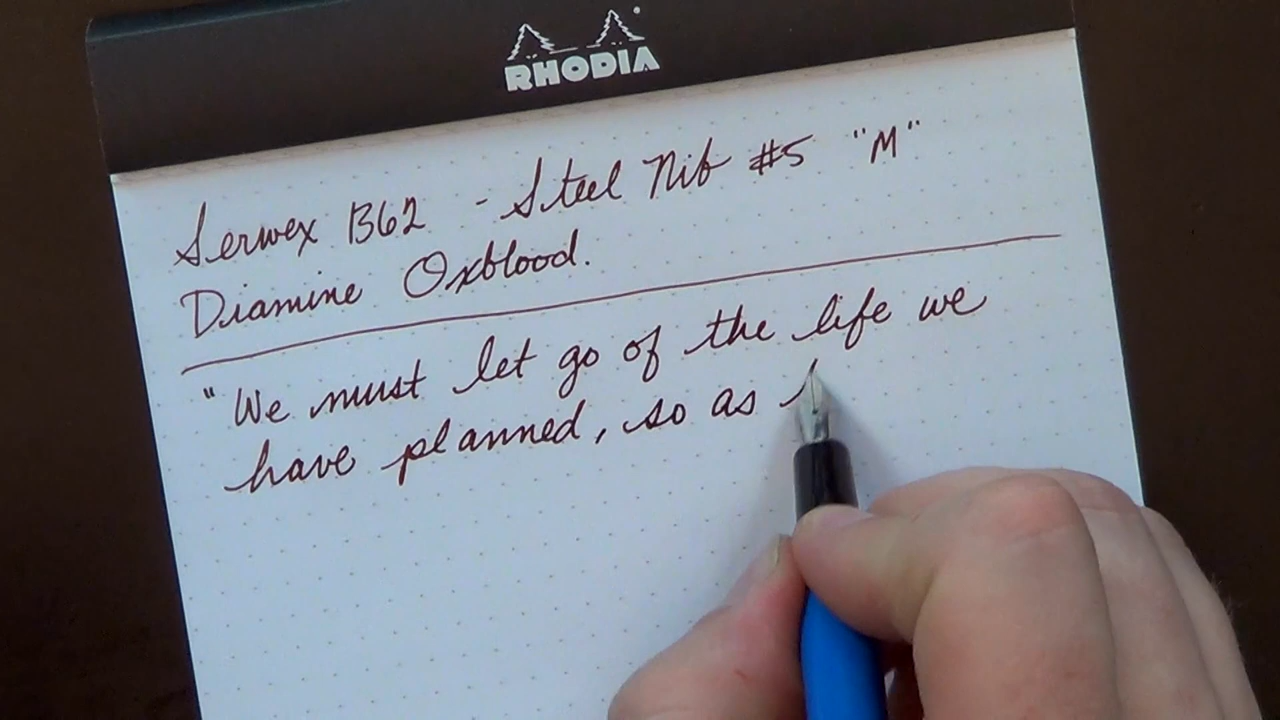 RHODIA
Serwex 1362 - Steel Nib #5 "M"
Diamine Oxblood.
"We must let go of the life we
have planned, so as